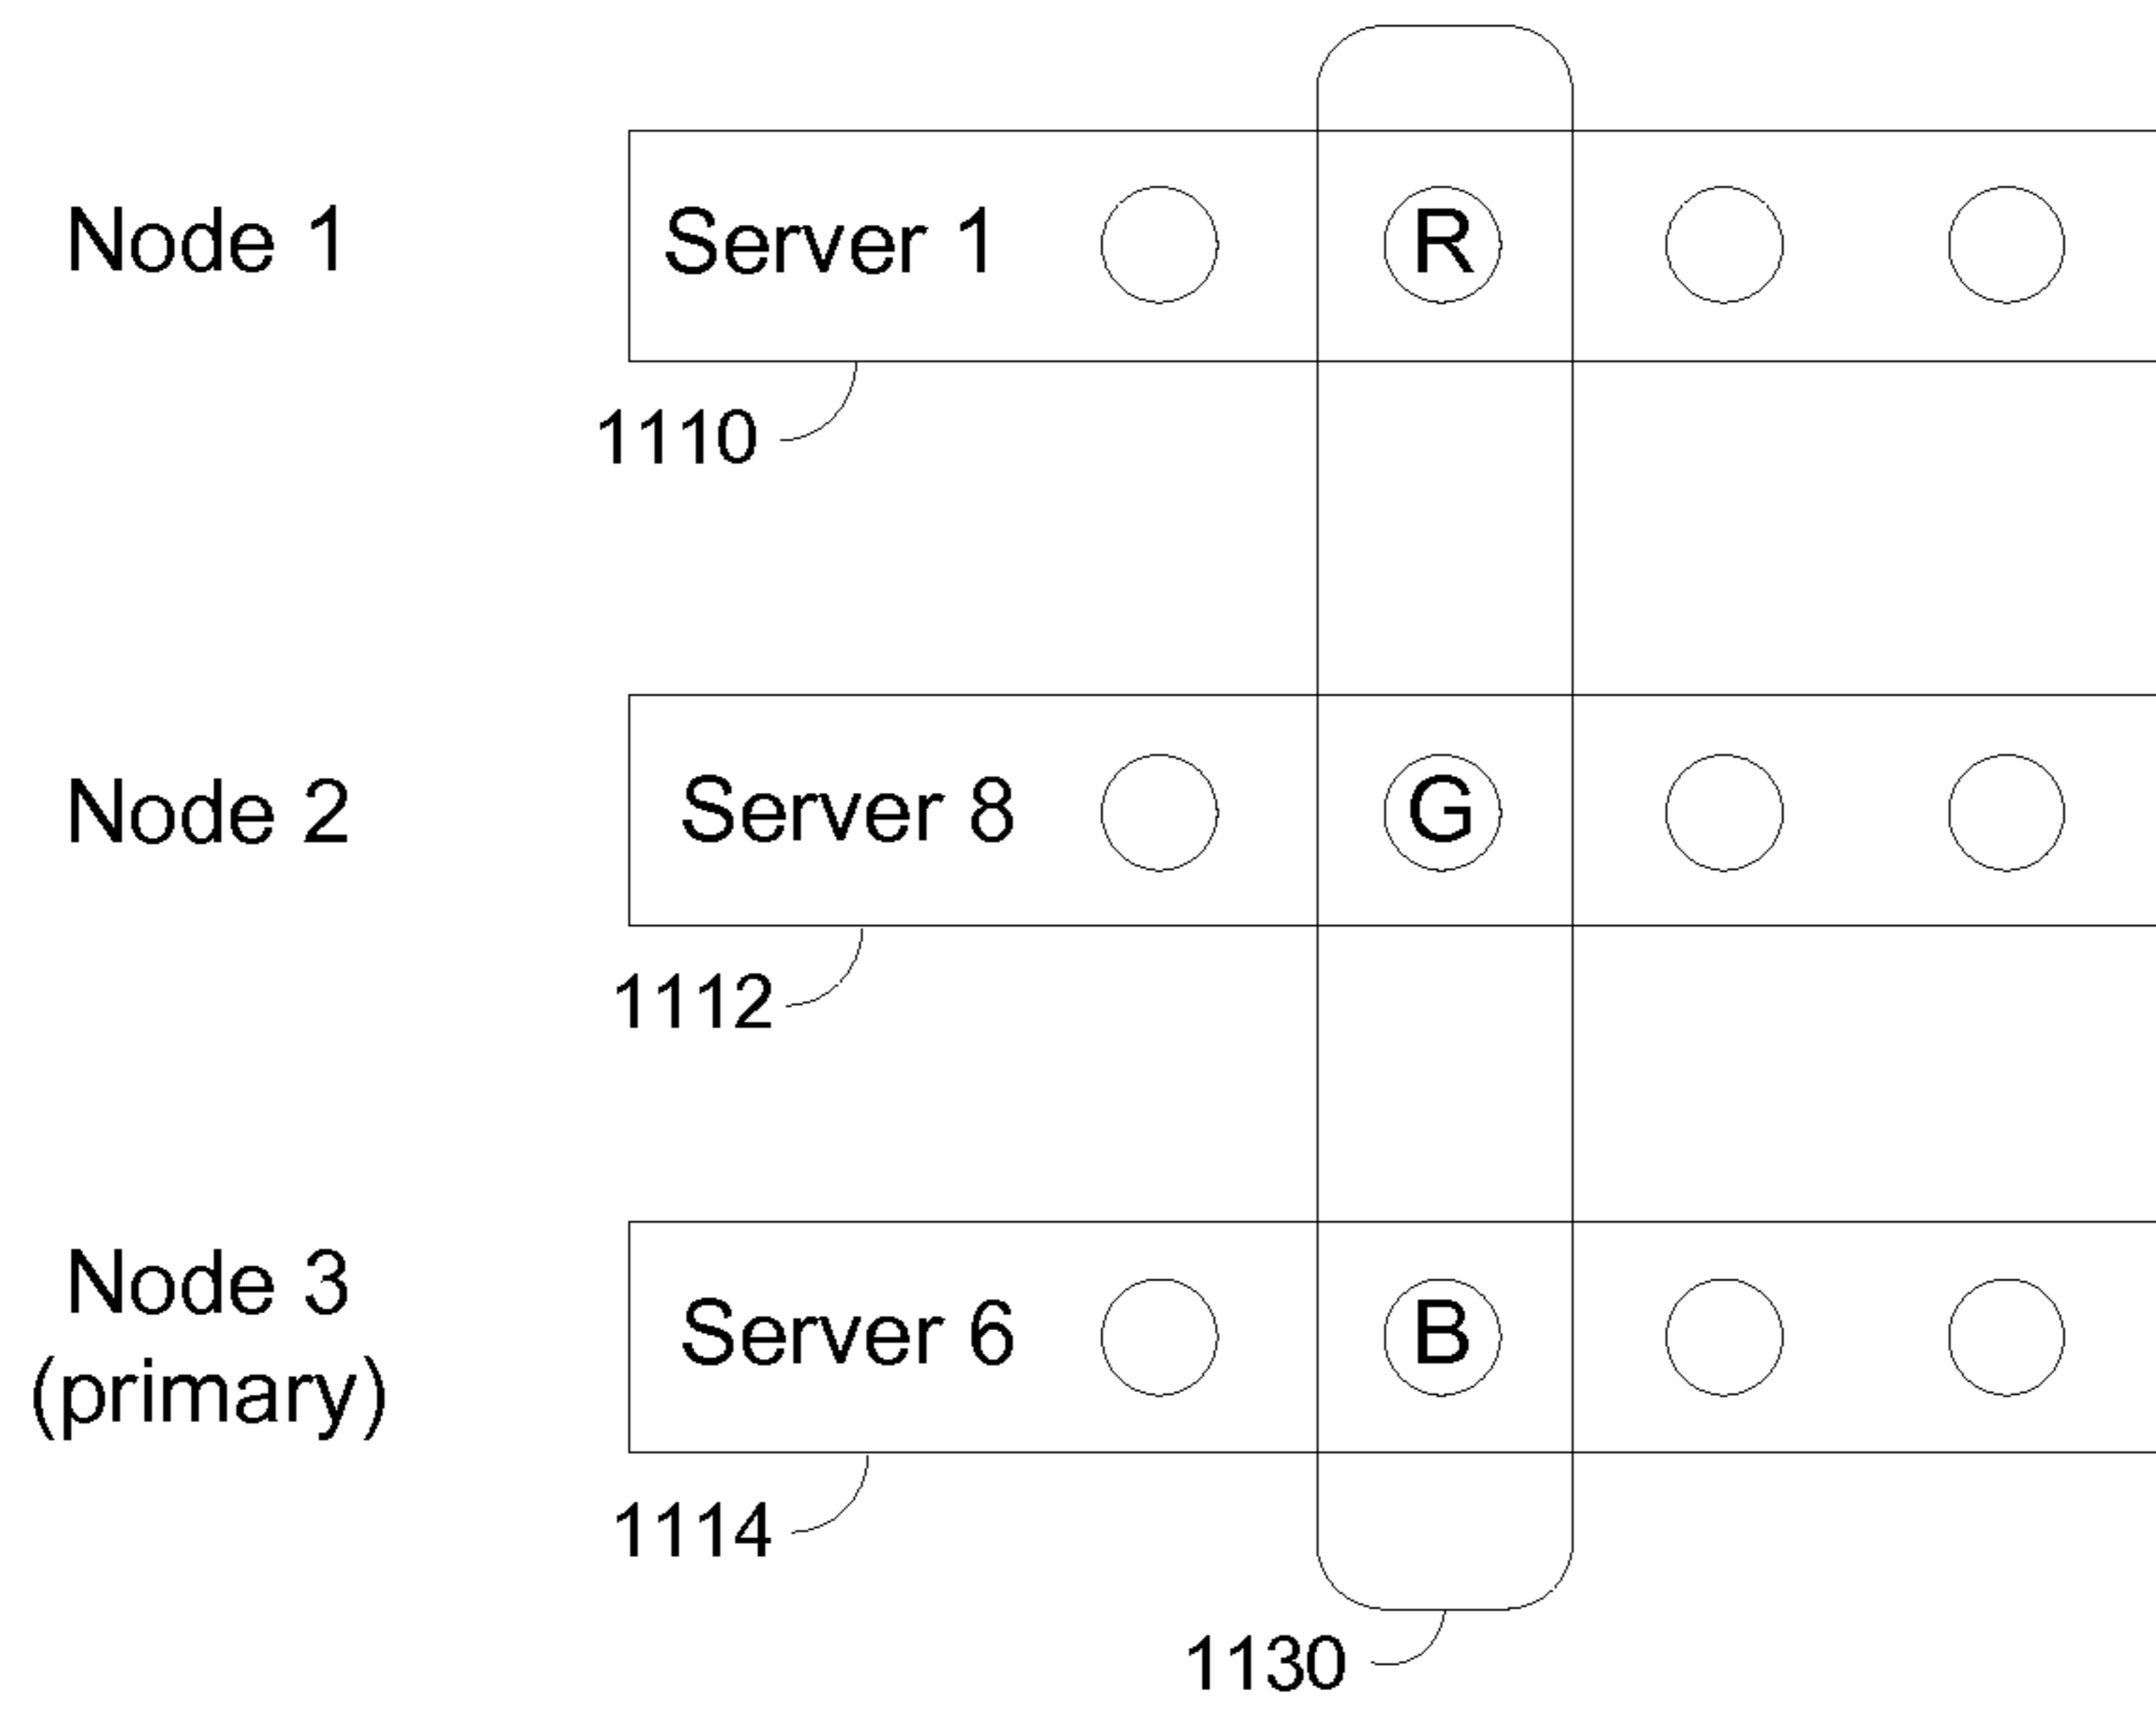 Node 1
Server 1
R
1110
Node 2
Server 8
G
1112
Node 3
(primary)
Server 6
B
1114
1130